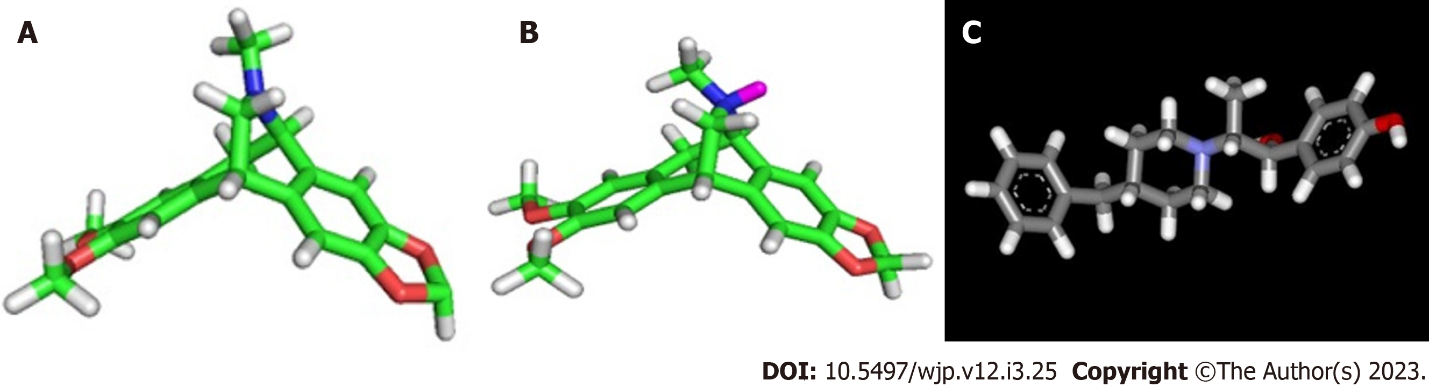 A
B
C
DOI: 10.5497/wjp.v12.i3.25 Copyright ©The Author(s) 2023.